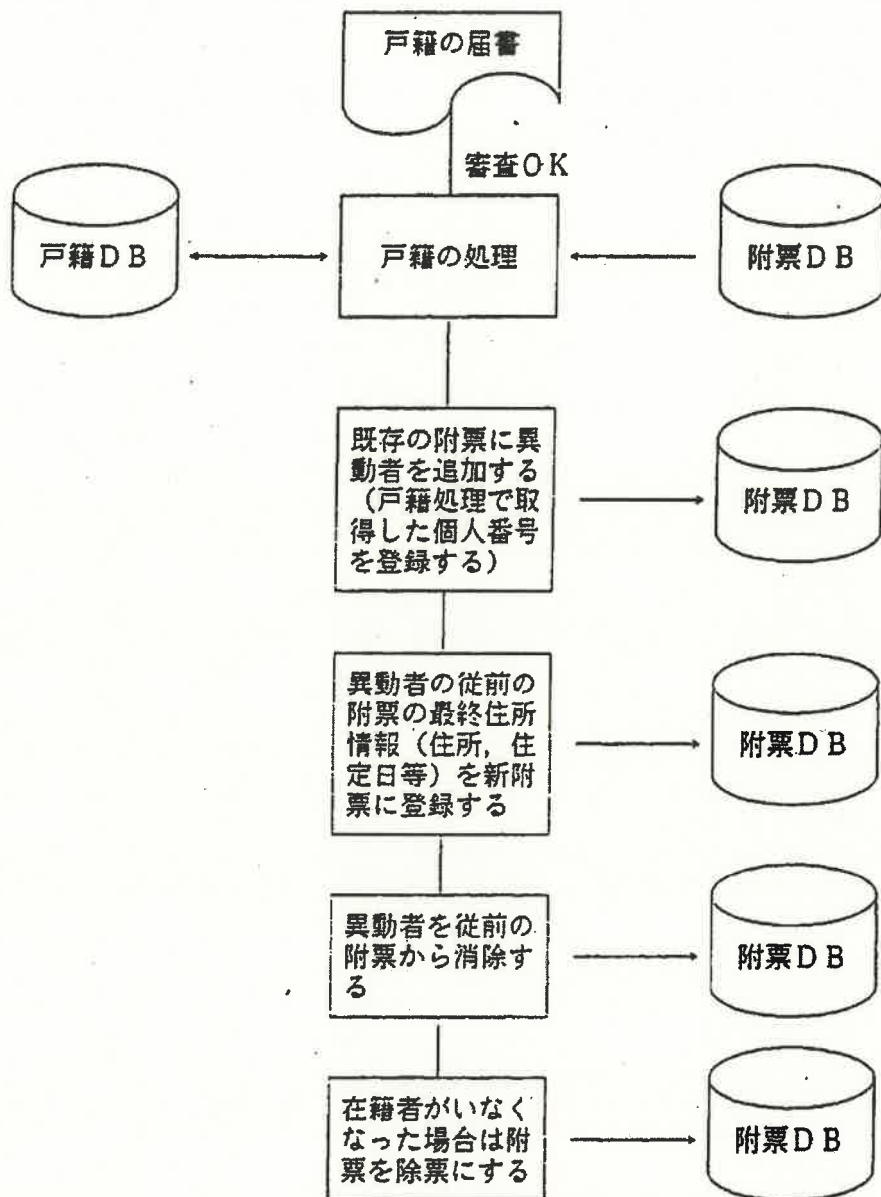 戸籍の届書
審査OK
戸籍DB
戸籍の処理
附票DB
既存の附票に異
動者を追加する
（戸籍処理で取
得した個人番号
を登録する）
附票DB
異動者の従前の
附票の最終住所
情報（住所，住
定日等）を新附
票に登録する
附票DB
異動者を従前の
附票から消除す
る
附票DB
在籍者がいなく
なった場合は附
票を除票にする
附票DB